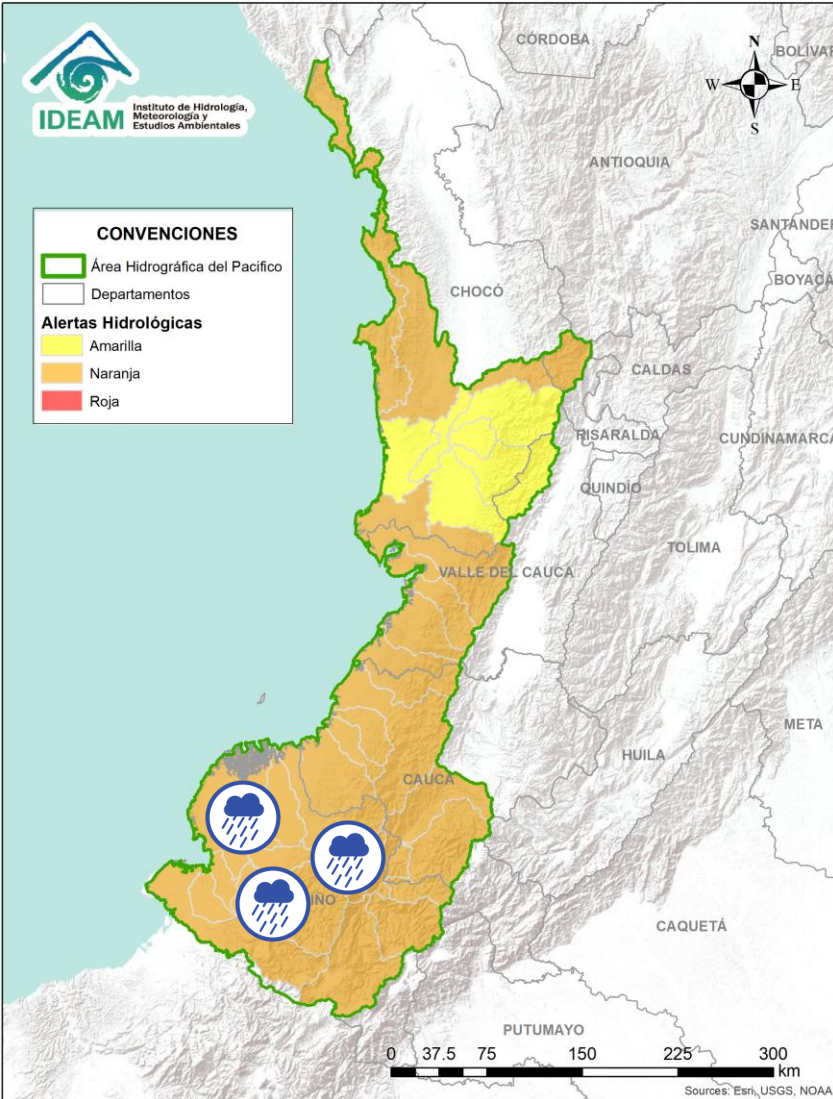 IDEAM
Instituto de Hidrología,
Meteorología y
Estudios Ambientales
CÓRDOBA
N
BOLÍVAR
W
E
S
ANTIOQUIA
CONVENCIONES
Área Hidrográfica del Pacifico
Departamentos
Alertas Hidrológicas
Amarilla
Naranja
Roja
SANTANDER
BOYACÁ
CHOCÓ
CALDAS
RISARALDA
CUNDINAMARCA
QUINDÍO
TOLIMA
VALLE DEL CAUCA
META
HUILA
CAUCA
IÑO
CAQUETÁ
PUTUMAYO
0 37.5 75 150 225 300
km
Sources: Esri, USGS, NOAA